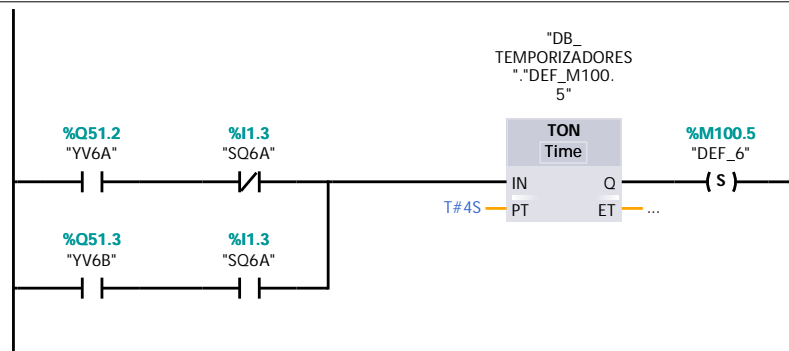 "DB_
TEMPORIZADORES
"."DEF_M100.
5"
%Q51.2
"YV6A"
%I1.3
"SQ6A"
TON
Time
%M100.5
"DEF_6"
IN
Q
S
T#4S
PT
ET
...
%Q51.3
"YV6B"
%I1.3
"SQ6A"